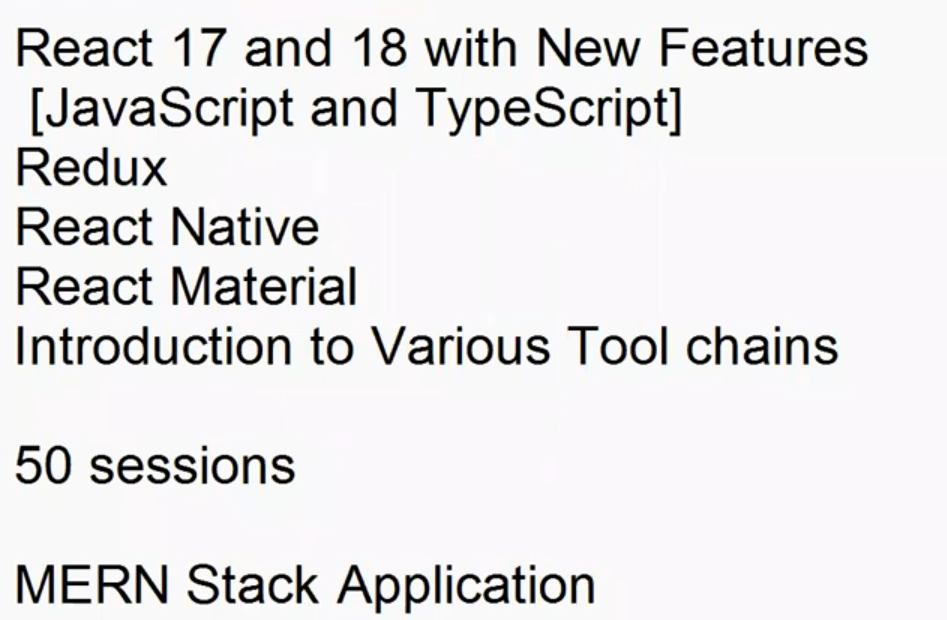 React 17 and 18 with New Features
[JavaScript and TypeScript]
Redux
React Native
React Material
Introduction to Various Tool chains
50 sessions
MERN Stack Application